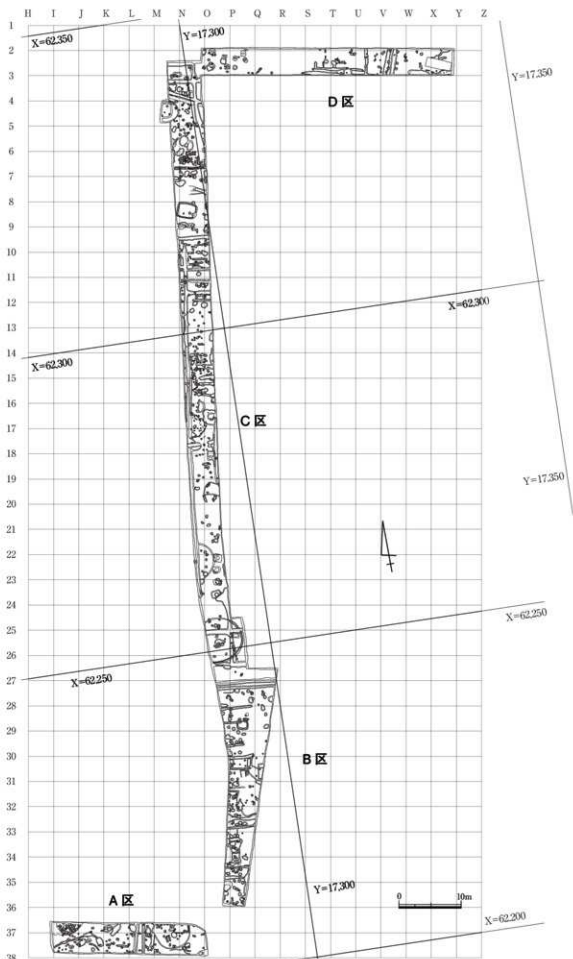 H I J K L M N O P Q R S T U V W X Y Z
1
X=62,350
Y=17,300
2
3
Y=17,350
4
D区
5
6
7
8
9
10
11
12
X=62,300
13
14
X=62,300
15
16
C区
17
18
19
Y=17,350
20
21
22
23
24
X=62,250
25
26
27
X=62,250
28
29
30
B区
31
32
33
34
35
Y=17,300
0 10m
A区
36
X=62,200
37
38